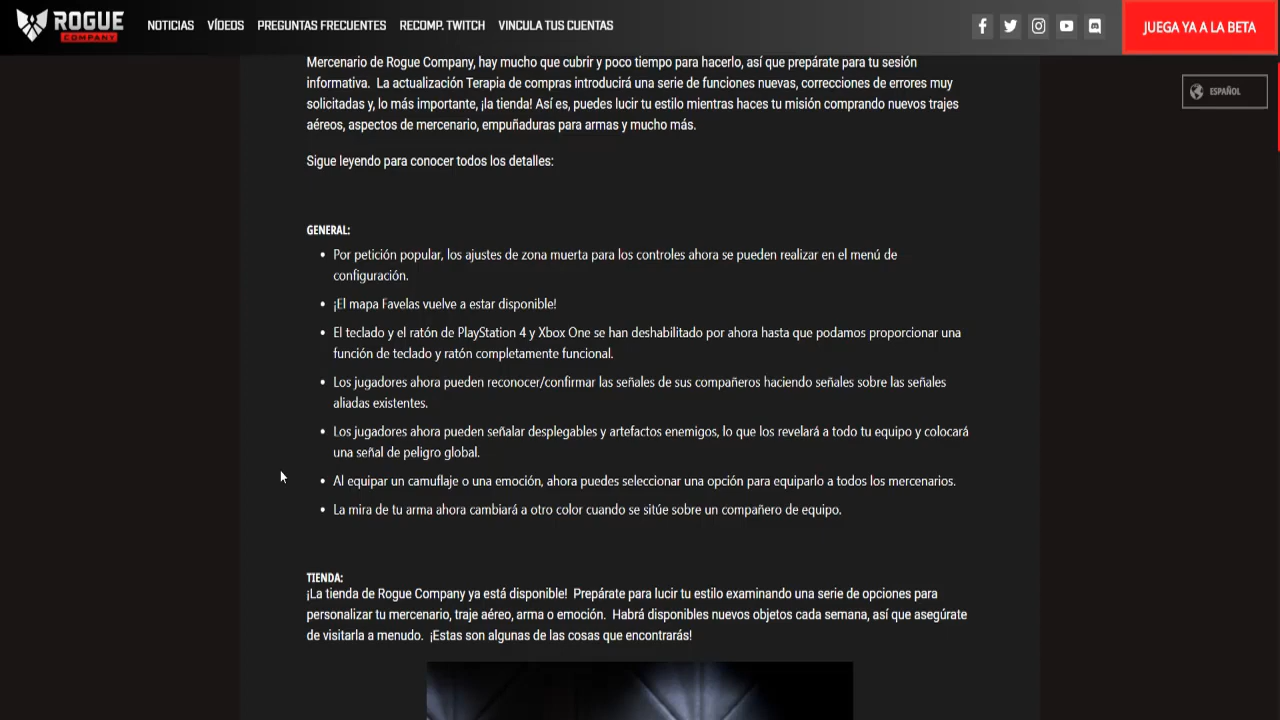 ROGUE
COMPANY
NOTICIAS VÍDEOS PREGUNTAS FRECUENTES RECOMP. TWITCH VINCULA TUS CUENTAS
JUEGA YA A LA BETA
ESPAÑOL
Mercenario de Rogue Company, hay mucho que cubrir y poco tiempo para hacerlo, así que prepárate para tu sesión
informativa. La actualización Terapia de compras introducirá una serie de funciones nuevas, correcciones de errores muy
solicitadas y, lo más importante, ¡la tienda! Así es, puedes lucir tu estilo mientras haces tu misión comprando nuevos trajes
aéreos, aspectos de mercenario, empuñaduras para armas y mucho más.
Sigue leyendo para conocer todos los detalles:
GENERAL:
• Por petición popular, los ajustes de zona muerta para los controles ahora se pueden realizar en el menú de
configuración.
• ¡El mapa Favelas vuelve a estar disponible!
• El teclado y el ratón de PlayStation 4 y Xbox One se han deshabilitado por ahora hasta que podamos proporcionar una
función de teclado y ratón completamente funcional.
• Los jugadores ahora pueden reconocer/confirmar las señales de sus compañeros haciendo señales sobre las señales
aliadas existentes.
• Los jugadores ahora pueden señalar desplegables y artefactos enemigos, lo que los revelará a todo tu equipo y colocará
una señal de peligro global.
• Al equipar un camuflaje o una emoción, ahora puedes seleccionar una opción para equiparlo a todos los mercenarios.
• La mira de tu arma ahora cambiará a otro color cuando se sitúe sobre un compañero de equipo.
TIENDA:
¡La tienda de Rogue Company ya está disponible! Prepárate para lucir tu estilo examinando una serie de opciones para
personalizar tu mercenario, traje aéreo, arma o emoción. Habrá disponibles nuevos objetos cada semana, así que asegúrate
de visitarla a menudo. ¡Estas son algunas de las cosas que encontrarás!